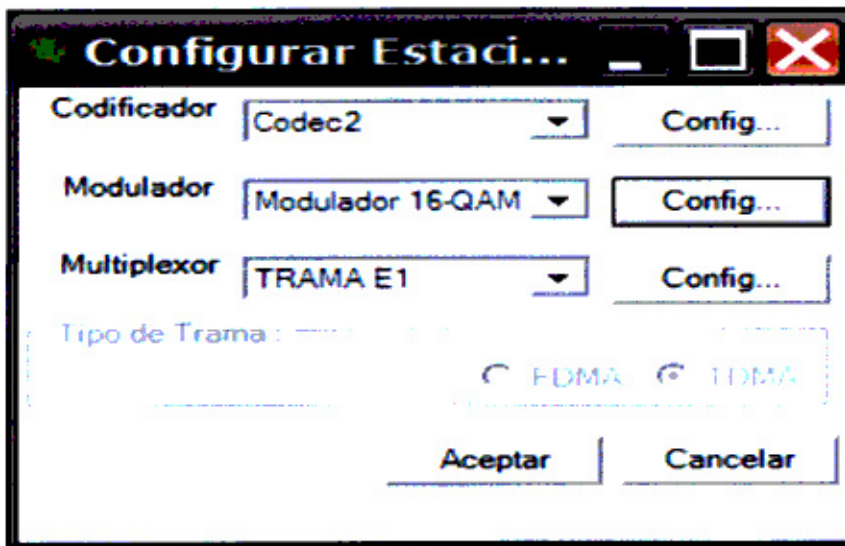 Configurar Estaci...
Codificador Codec2 Config...
Modulador Modulador 16-QAM Config...
Multiplexor TRAMA E1 Config...
Tipo de Trama :
FDMA TDMA
Aceptar Cancelar